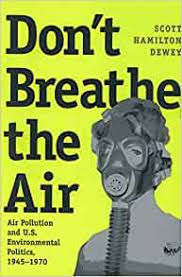 SCOTT
HAMILTON
DEWEY
Don't
Breathe
the
Air
Air Pollution and U.S.
Environmental
Politics,
1945–1970